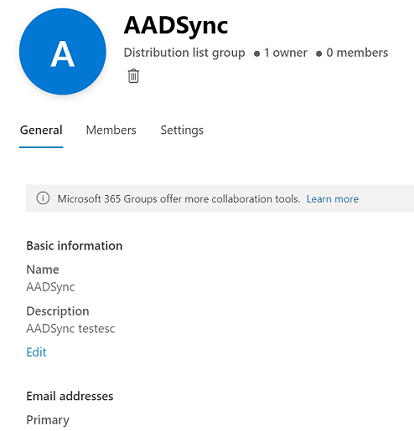 A
AADSync
Distribution list group ● 1 owner ● 0 members
General Members Settings
Microsoft 365 Groups offer more collaboration tools. Learn more
Basic information
Name
AADSync
Description
AADSync testesc
Edit
Email addresses
Primary